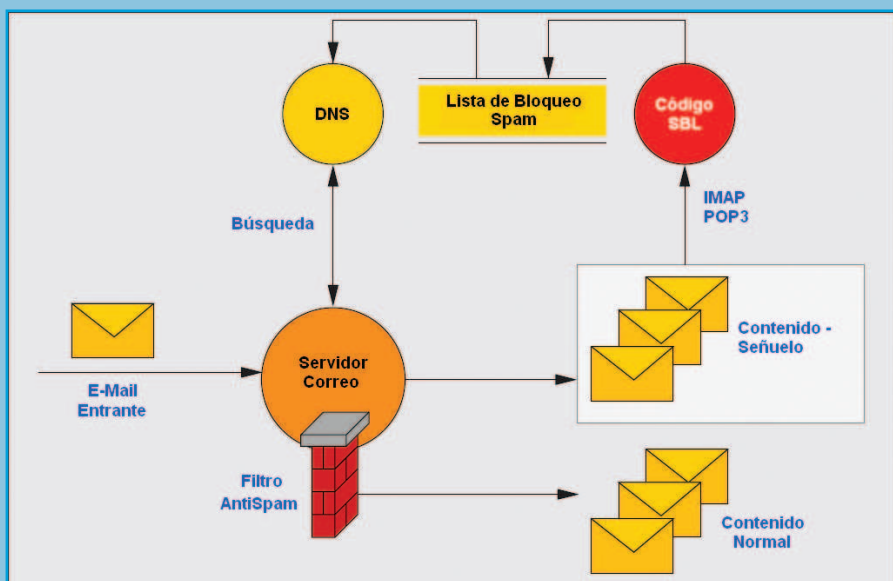 DNS
Lista de Bloqueo
Spam
Código
SBL
IMAP
POP3
Búsqueda
E-Mail
Entrante
Servidor
Correo
Contenido -
Señuelo
Filtro
AntiSpam
Contenido
Normal